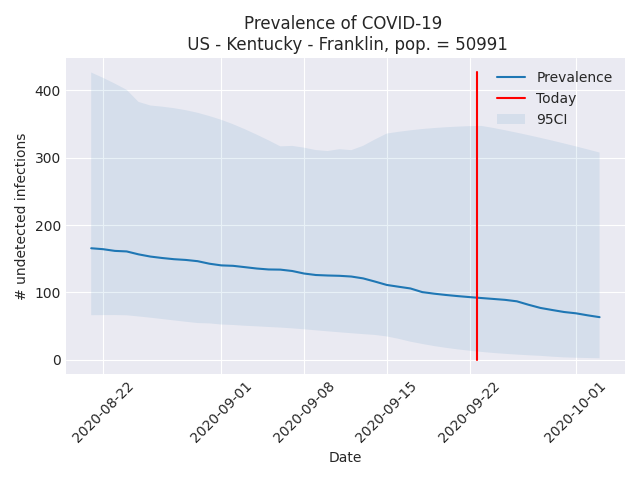 Prevalence of COVID-19
US - Kentucky - Franklin, pop. = 50991
Prevalence
Today
95CI
# undetected infections
400
300
200
100
0
2020-08-22
2020-09-01
2020-09-08
2020-09-15
2020-09-22
2020-10-01
Date